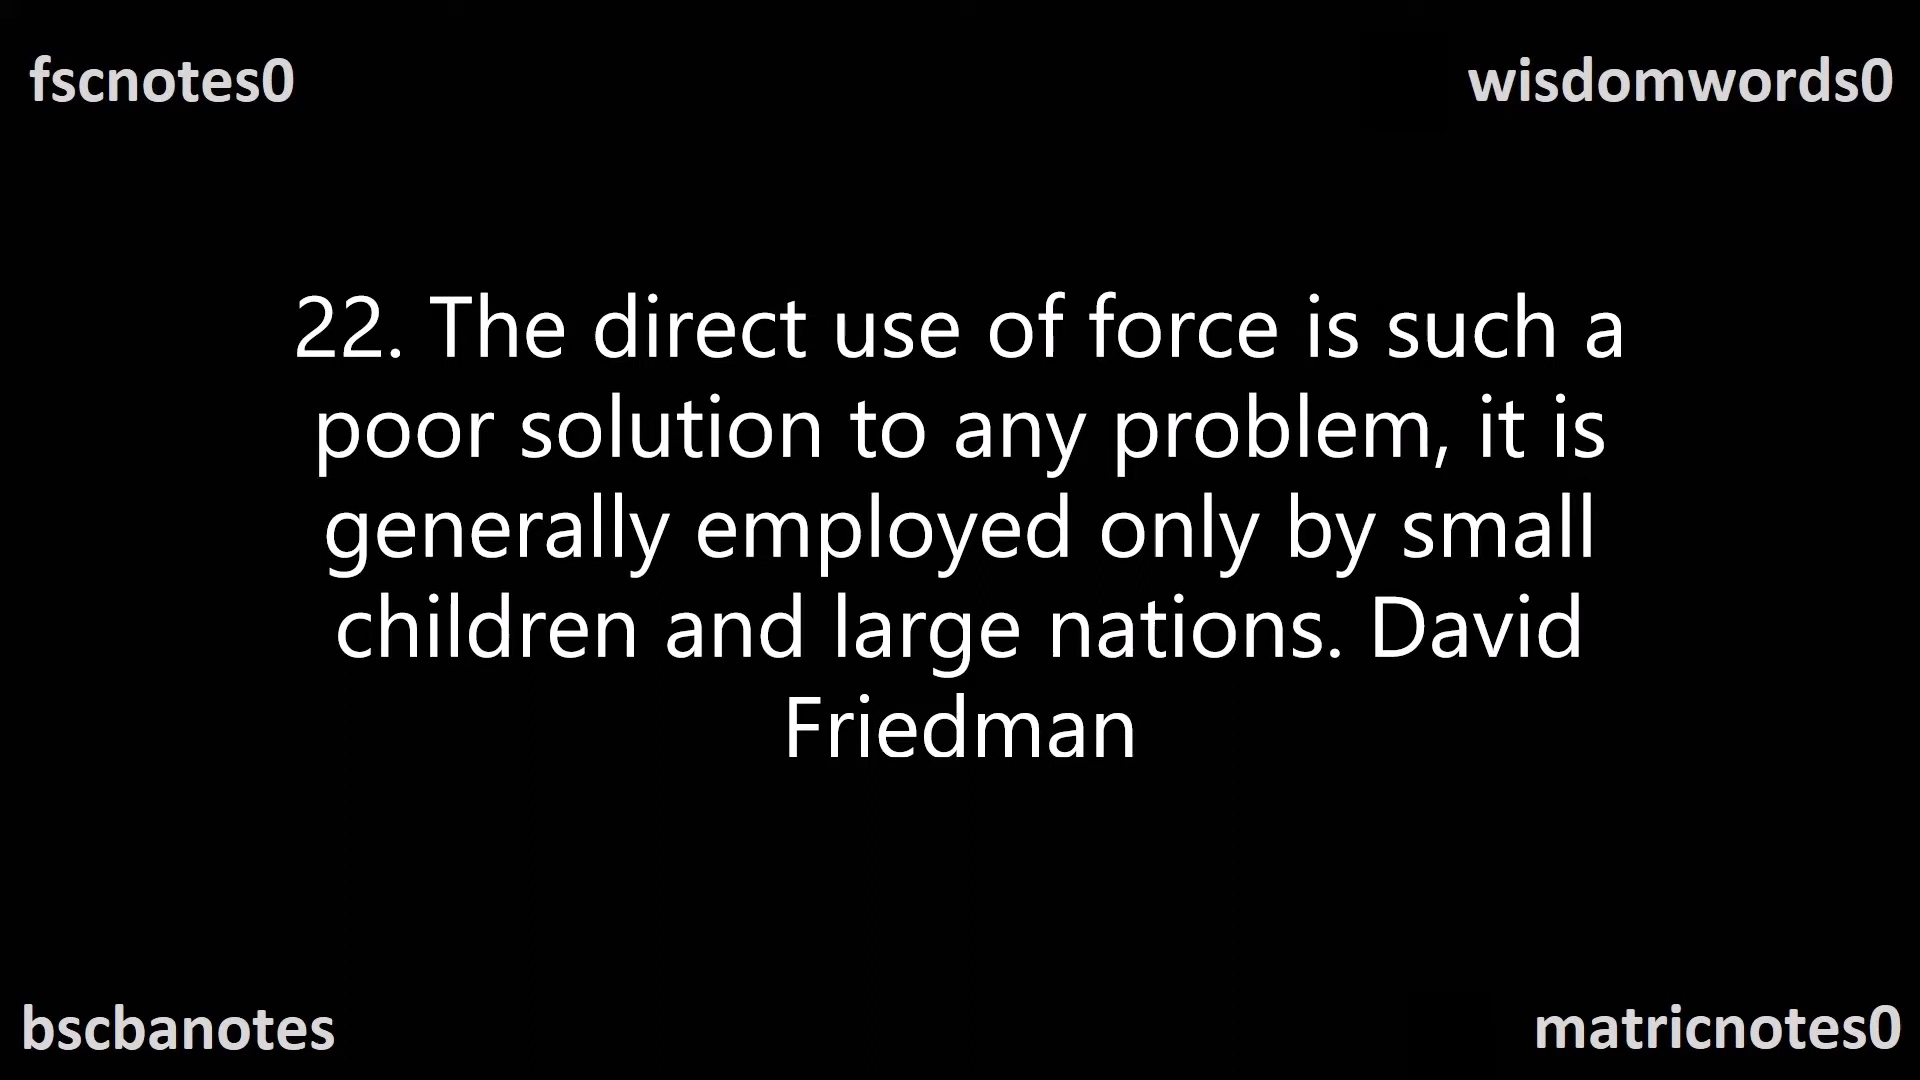 fscnotes0
wisdomwords0
22. The direct use of force is such a
poor solution to any problem, it is
generally employed only by small
children and large nations. David
Friedman
bscbanotes
matricnotes0